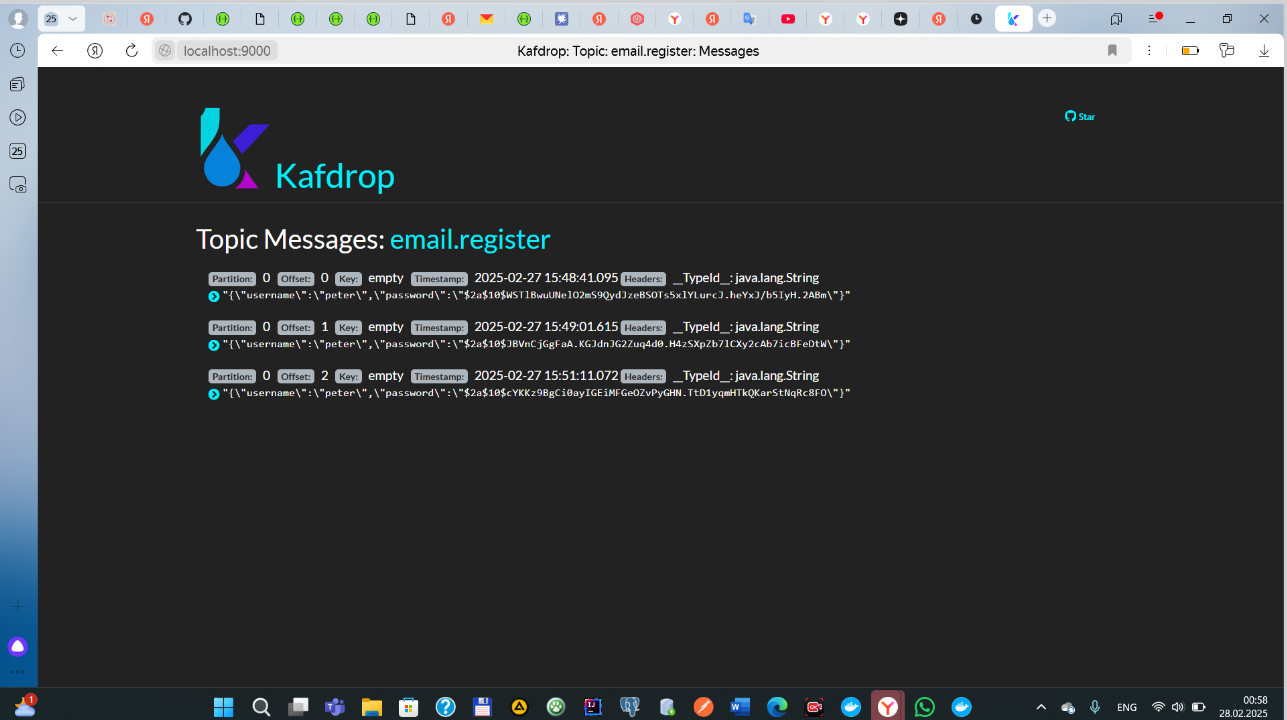 25
localhost:9000
Kafdrop: Topic: email.register: Messages
25
Star
Kafdrop
Topic Messages: email.register
Partition: 0 Offset: 0 Key: empty Timestamp: 2025-02-27 15:48:41.095 Headers: __TypeId__: java.lang.String
"{\"username\":\"peter\",\"password\":\"$2a$10$WSTlBwuUNelO2mS9QydJzeBSOTs5xlYLurcJ.heYxJ/b5IyH.2ABm\"}"
Partition: 0 Offset: 1 Key: empty Timestamp: 2025-02-27 15:49:01.615 Headers: __TypeId__: java.lang.String
"{\"username\":\"peter\",\"password\":\"$2a$10$JBVnCjGgFaA.KGJdnJG2Zuq4d0.H4zSXpZb7lCXy2cAb7icBFeDtW\"}"
Partition: 0 Offset: 2 Key: empty Timestamp: 2025-02-27 15:51:11.072 Headers: __TypeId__: java.lang.String
"{\"username\":\"peter\",\"password\":\"$2a$10$cYKKz9BgCi0ayIGEiMFGeOZvPyGHN.TtD1yqmHTkQKarStNqRc8FO\"}"
1
ENG
00:58
28.02.2025